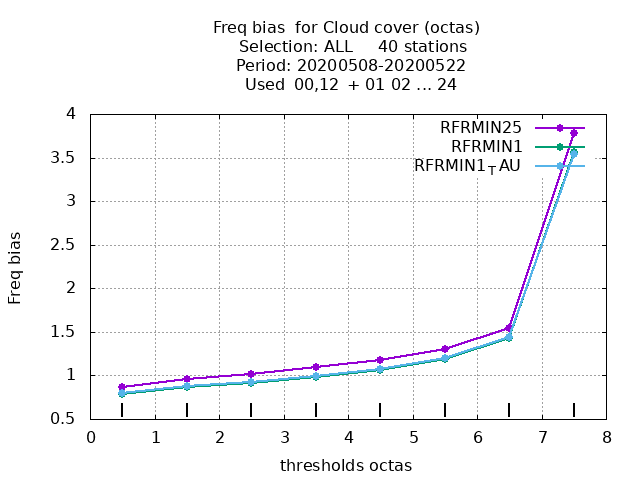 Freq bias  for Cloud cover (octas)
Selection: ALL     40 stations
Period: 20200508-20200522
Used  00,12  + 01 02 ... 24
RFRMIN25
RFRMIN1
RFRMIN1_TAU
4
3.5
3
2.5
2
1.5
1
0.5
Freq bias
0 1 2 3 4 5 6 7 8
thresholds octas